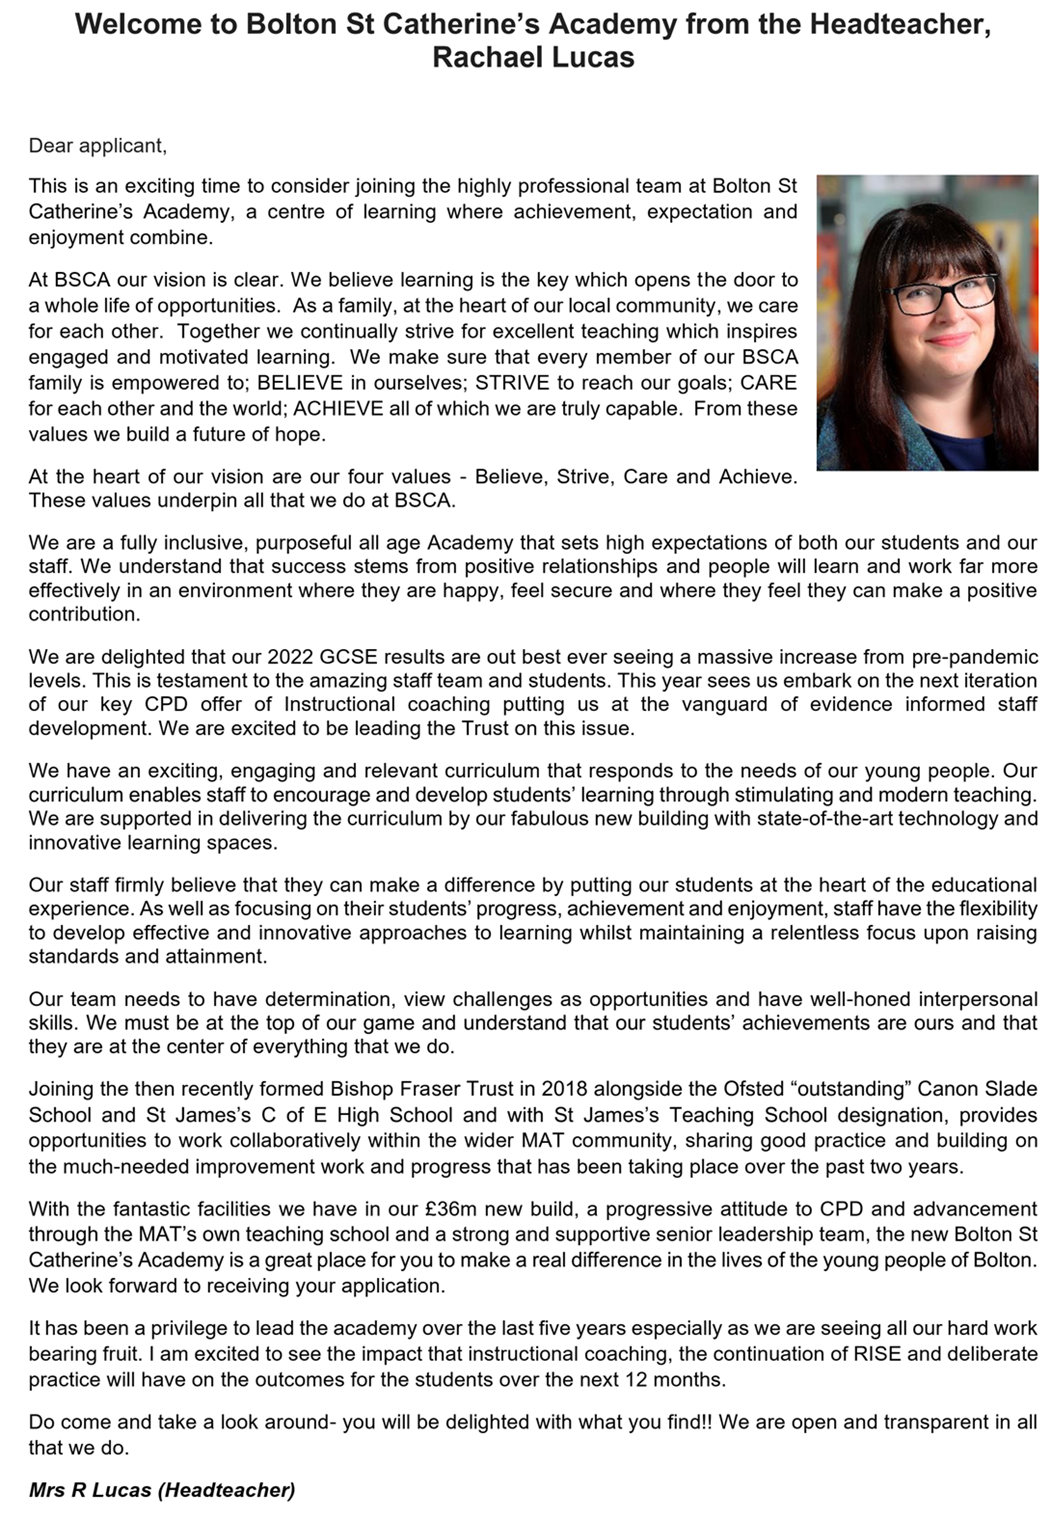 Welcome to Bolton St Catherine’s Academy from the Headteacher,
Rachael Lucas
Dear applicant,
This is an exciting time to consider joining the highly professional team at Bolton St
Catherine’s Academy, a centre of learning where achievement, expectation and
enjoyment combine.
At BSCA our vision is clear. We believe learning is the key which opens the door to
a whole life of opportunities.  As a family, at the heart of our local community, we care
for each other.  Together we continually strive for excellent teaching which inspires
engaged and motivated learning.  We make sure that every member of our BSCA
family is empowered to; BELIEVE in ourselves; STRIVE to reach our goals; CARE
for each other and the world; ACHIEVE all of which we are truly capable.  From these
values we build a future of hope.
At the heart of our vision are our four values - Believe, Strive, Care and Achieve.
These values underpin all that we do at BSCA.
We are a fully inclusive, purposeful all age Academy that sets high expectations of both our students and our
staff. We understand that success stems from positive relationships and people will learn and work far more
effectively in an environment where they are happy, feel secure and where they feel they can make a positive
contribution.
We are delighted that our 2022 GCSE results are out best ever seeing a massive increase from pre-pandemic
levels. This is testament to the amazing staff team and students. This year sees us embark on the next iteration
of our key CPD offer of Instructional coaching putting us at the vanguard of evidence informed staff
development. We are excited to be leading the Trust on this issue.
We have an exciting, engaging and relevant curriculum that responds to the needs of our young people. Our
curriculum enables staff to encourage and develop students’ learning through stimulating and modern teaching.
We are supported in delivering the curriculum by our fabulous new building with state-of-the-art technology and
innovative learning spaces.
Our staff firmly believe that they can make a difference by putting our students at the heart of the educational
experience. As well as focusing on their students’ progress, achievement and enjoyment, staff have the flexibility
to develop effective and innovative approaches to learning whilst maintaining a relentless focus upon raising
standards and attainment.
Our team needs to have determination, view challenges as opportunities and have well-honed interpersonal
skills. We must be at the top of our game and understand that our students’ achievements are ours and that
they are at the center of everything that we do.
Joining the then recently formed Bishop Fraser Trust in 2018 alongside the Ofsted “outstanding” Canon Slade
School and St James’s C of E High School and with St James’s Teaching School designation, provides
opportunities to work collaboratively within the wider MAT community, sharing good practice and building on
the much-needed improvement work and progress that has been taking place over the past two years.
With the fantastic facilities we have in our £36m new build, a progressive attitude to CPD and advancement
through the MAT’s own teaching school and a strong and supportive senior leadership team, the new Bolton St
Catherine’s Academy is a great place for you to make a real difference in the lives of the young people of Bolton.
We look forward to receiving your application.
It has been a privilege to lead the academy over the last five years especially as we are seeing all our hard work
bearing fruit. I am excited to see the impact that instructional coaching, the continuation of RISE and deliberate
practice will have on the outcomes for the students over the next 12 months.
Do come and take a look around- you will be delighted with what you find!! We are open and transparent in all
that we do.
Mrs R Lucas (Headteacher)